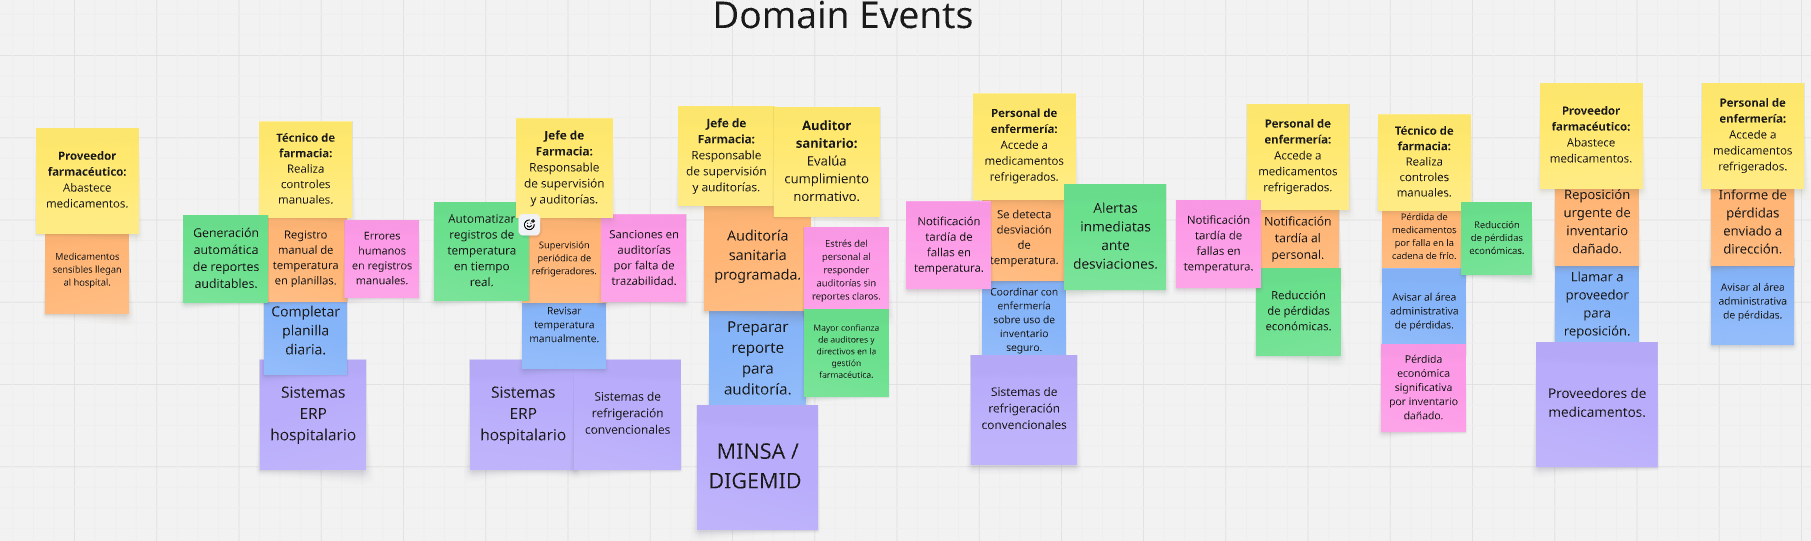 Domain Events
Proveedor
farmacéutico:
Abastece
medicamentos.
Medicamentos
sensibles llegan
al hospital.
Técnico de
farmacia:
Realiza
controles
manuales.
Generación
automática
de reportes
auditables.
Registro
manual de
temperatura
en planillas.
Errores
humanos
en registros
manuales.
Completar
planilla
diaria.
Sistemas
ERP
hospitalario
Jefe de
Farmacia:
Responsable
de supervisión
y auditorías.
Automatizar
registros de
temperatura
en tiempo
real.
Supervisión
periódica de
refrigeradores.
Sanciones en
auditorías
por falta de
trazabilidad.
Revisar
temperatura
manualmente.
Sistemas
ERP
hospitalario
Sistemas de
refrigeración
convencionales
Jefe de
Farmacia:
Responsable
de supervisión
y auditorías.
Auditor
sanitario:
Evalúa
cumplimiento
normativo.
Auditoría
sanitaria
programada.
Estrés del
personal al
responder
auditorías sin
reportes claros.
Preparar
reporte
para
auditoría.
Mayor confianza
de auditores y
directivos en la
gestión
farmacéutica.
MINSA /
DIGEMID
Personal de
enfermería:
Accede a
medicamentos
refrigerados.
Notificación
tardía de
fallas en
temperatura.
Se detecta
desviación
de
temperatura.
Alertas
inmediatas
ante
desviaciones.
Coordinar con
enfermería
sobre uso de
inventario
seguro.
Sistemas de
refrigeración
convencionales
Personal de
enfermería:
Accede a
medicamentos
refrigerados.
Notificación
tardía de
fallas en
temperatura.
Notificación
tardía al
personal.
Reducción
de pérdidas
económicas.
Técnico de
farmacia:
Realiza
controles
manuales.
Pérdida de
medicamentos
por falla en la
cadena de frío.
Reducción
de pérdidas
económicas.
Avisar al área
administrativa
de pérdidas.
Pérdida
económica
significativa
por inventario
dañado.
Proveedor
farmacéutico:
Abastece
medicamentos.
Reposición
urgente de
inventario
dañado.
Llamar a
proveedor
para
reposición.
Proveedores de
medicamentos.
Personal de
enfermería:
Accede a
medicamentos
refrigerados.
Informe de
pérdidas
enviado a
dirección.
Avisar al área
administrativa
de pérdidas.